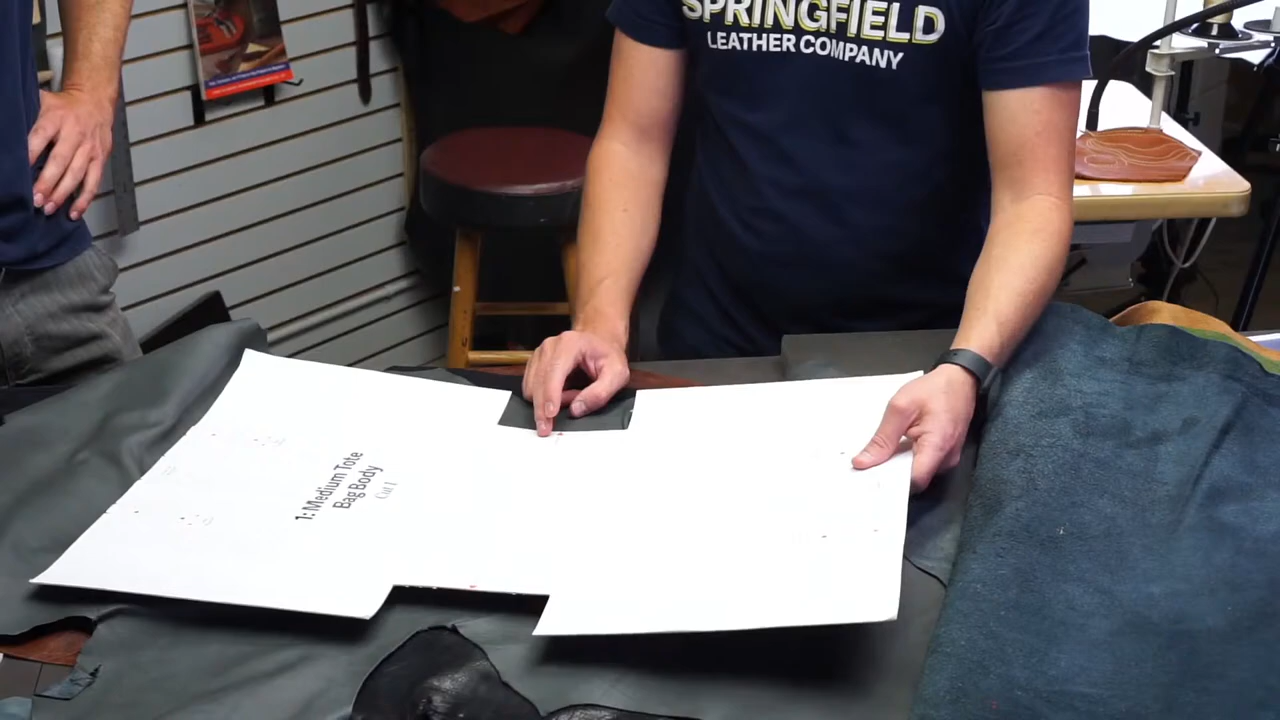 SPRINGFIELD
LEATHER COMPANY
1: Medium Tote
Bag Body
Cut 1